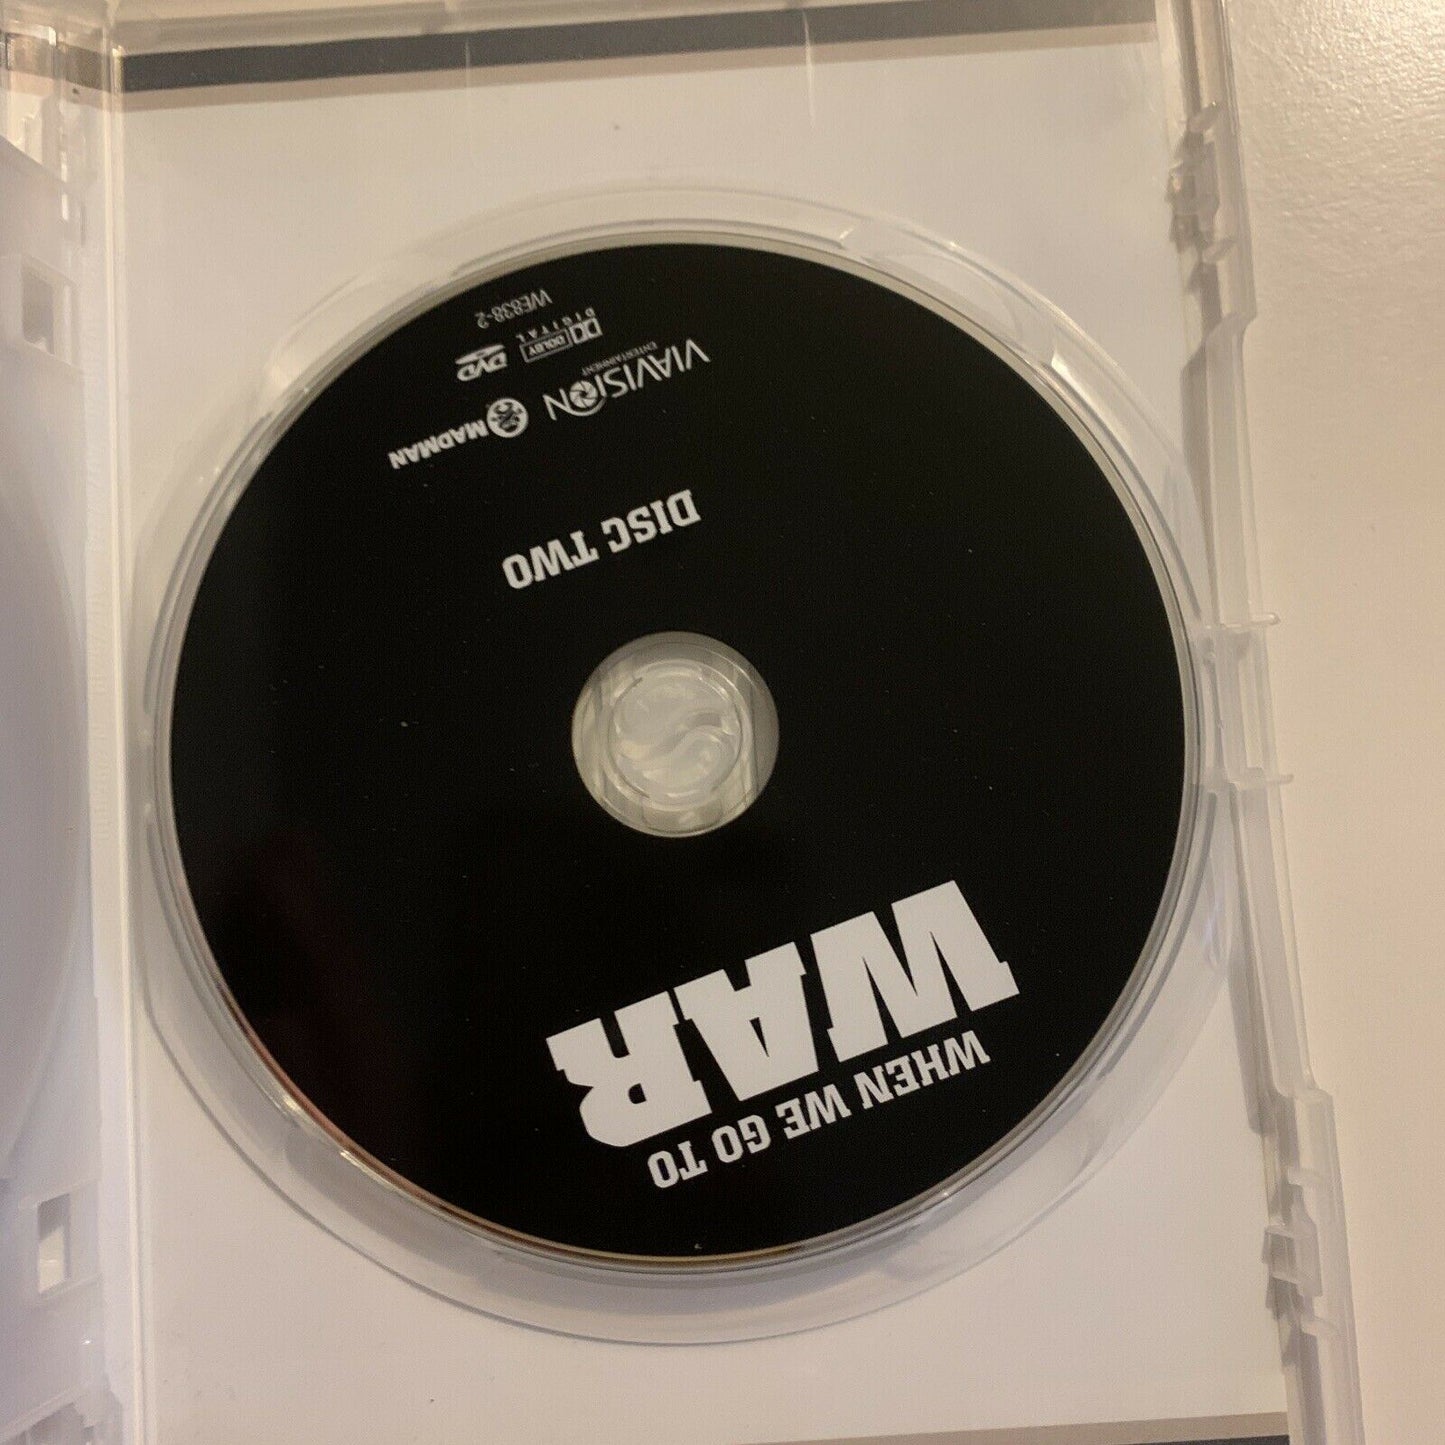 WHEN WE GO TO
WAR
DISC TWO
VIAVISION
ENTERTAINMENT
MADMAN
DOLBY
DIGITAL
DVD
WE838-2